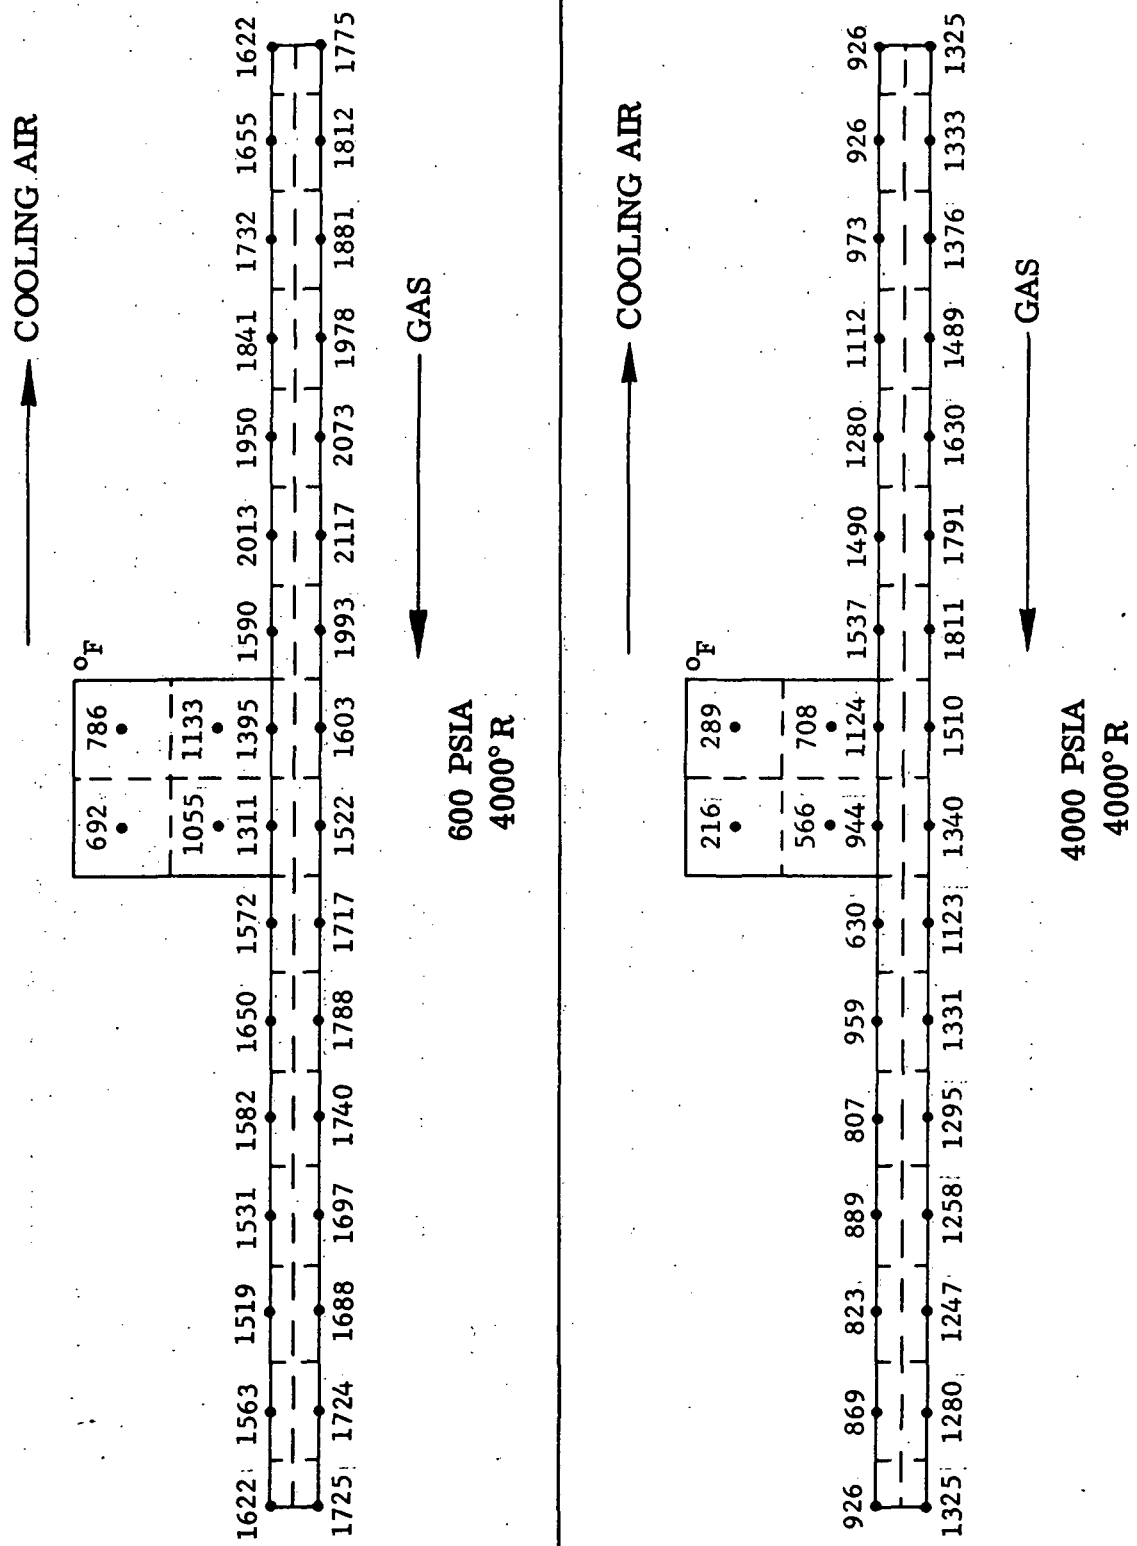 COOLING AIR
1622 1563 1519 1531 1582 1650 1572 1311 1395 1590 2013 1950 1841 1732 1655 1622
692 786 °F
1055 1133
1725 1724 1688 1697 1740 1788 1717 1522 1603 1993 2117 2073 1978 1881 1812 1775
GAS
600 PSIA
4000° R
COOLING AIR
926 869 823 889 807 959 630 944 1124 1537 1490 1280 1112 973 926 926
216 289 °F
566 708
1325 1280 1247 1258 1295 1331 1123 1340 1510 1811 1791 1630 1489 1376 1333 1325
GAS
4000 PSIA
4000° R